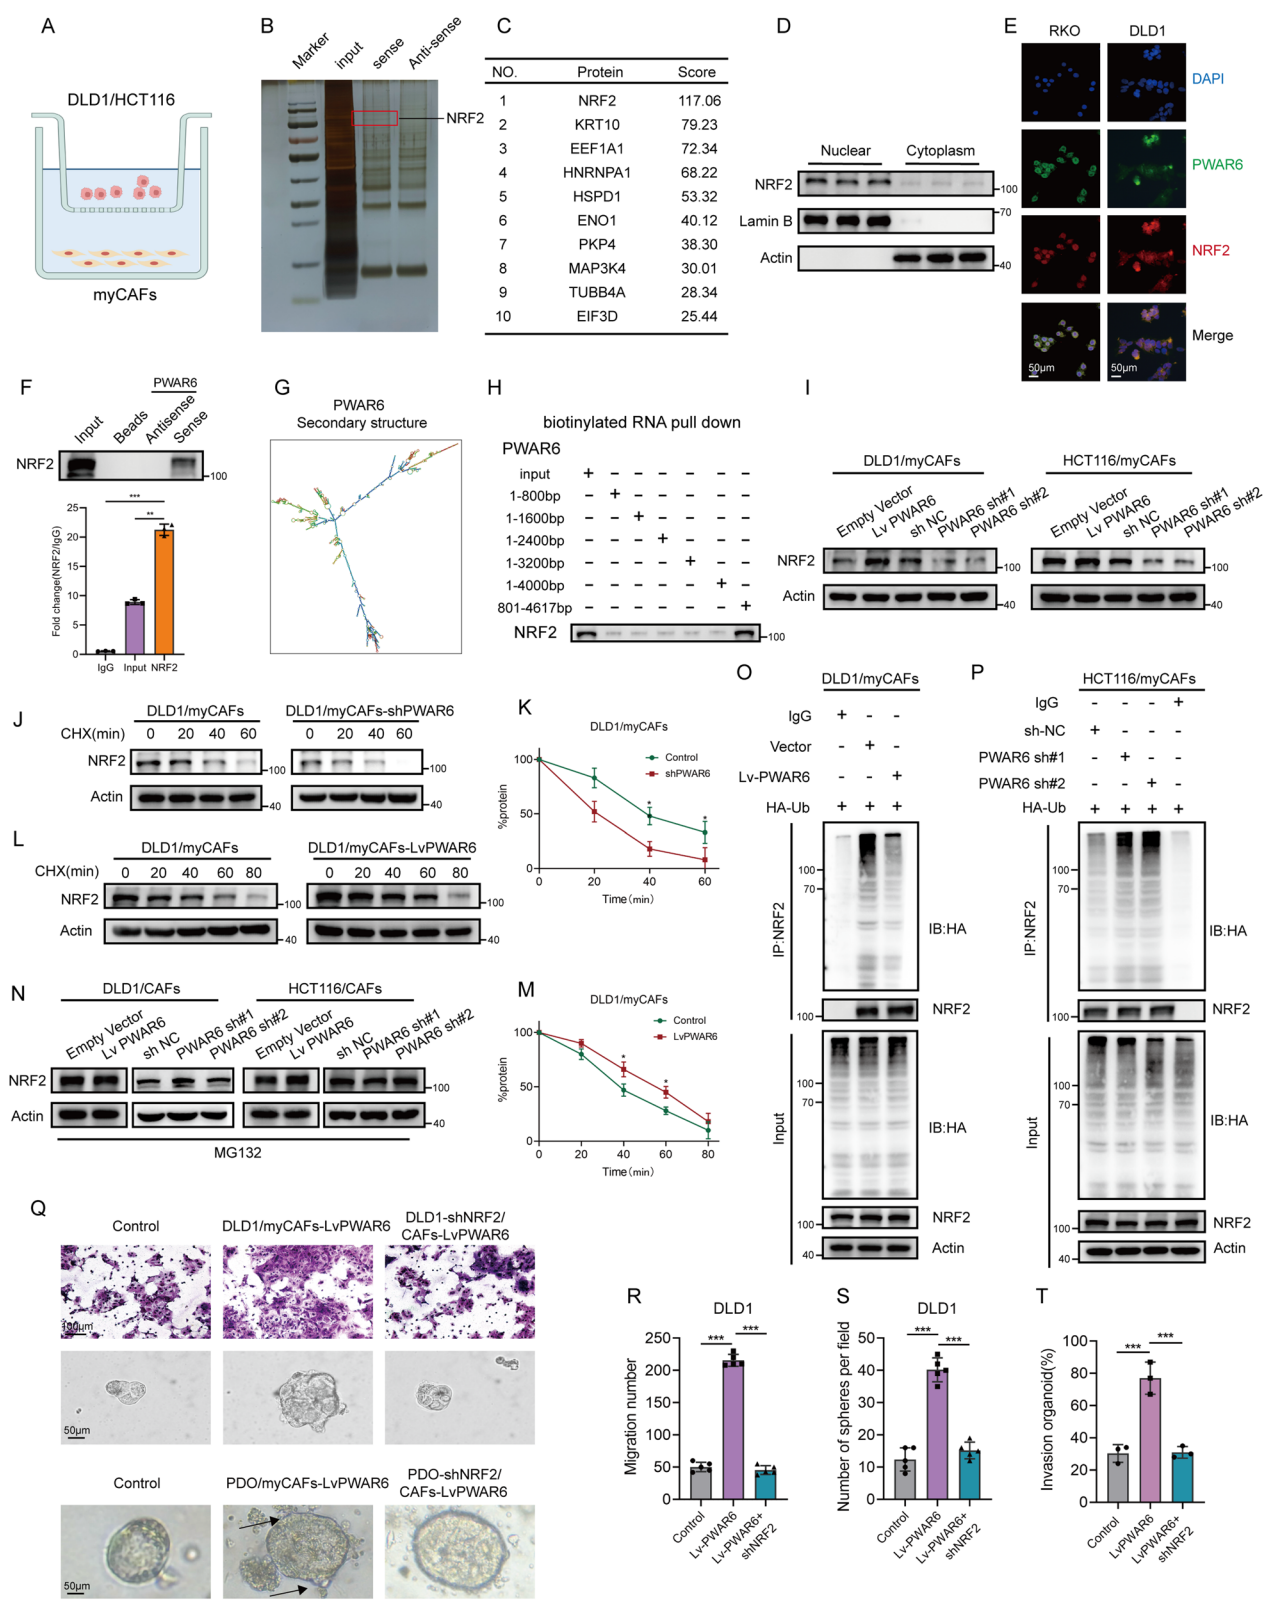 A
DLD1/HCT116
myCAFs
B
Marker
input
sense
Anti-sense
NRF2
C
NO. Protein Score
1 NRF2 117.06
2 KRT10 79.23
3 EEF1A1 72.34
4 HNRNPA1 68.22
5 HSPD1 53.32
6 ENO1 40.12
7 PKP4 38.30
8 MAP3K4 30.01
9 TUBB4A 28.34
10 EIF3D 25.44
D
Nuclear Cytoplasm
NRF2 100
Lamin B 70
Actin 40
E
RKO DLD1
DAPI
PWAR6
NRF2
Merge
50μm 50μm
F
PWAR6
Input Beads Antisense Sense
NRF2 100
Fold change(NRF2/IgG)
25
20
15
10
5
0
*** **
IgG Input NRF2
G
PWAR6
Secondary structure
H
biotinylated RNA pull down
PWAR6
input + − − − − − −
1-800bp − + − − − − −
1-1600bp − − + − − − −
1-2400bp − − − + − − −
1-3200bp − − − − + − −
1-4000bp − − − − − + −
801-4617bp − − − − − − +
NRF2 100
I
DLD1/myCAFs HCT116/myCAFs
Empty Vector Lv PWAR6 sh NC PWAR6 sh#1 PWAR6 sh#2 Empty Vector Lv PWAR6 sh NC PWAR6 sh#1 PWAR6 sh#2
NRF2 100 100
Actin 40 40
J
DLD1/myCAFs DLD1/myCAFs-shPWAR6
CHX(min) 0 20 40 60 0 20 40 60
NRF2 100 100
Actin 40 40
K
DLD1/myCAFs
Control
shPWAR6
%protein
100
50
0
* *
0 20 40 60
Time(min)
L
DLD1/myCAFs DLD1/myCAFs-LvPWAR6
CHX(min) 0 20 40 60 80 0 20 40 60 80
NRF2 100 100
Actin 40 40
M
DLD1/myCAFs
Control
LvPWAR6
%protein
100
50
0
* *
0 20 40 60 80
Time(min)
N
DLD1/CAFs HCT116/CAFs
Empty Vector Lv PWAR6 sh NC PWAR6 sh#1 PWAR6 sh#2 Empty Vector Lv PWAR6 sh NC PWAR6 sh#1 PWAR6 sh#2
NRF2 100
Actin 40
MG132
O
DLD1/myCAFs
IgG + − −
Vector − + −
Lv-PWAR6 − − +
HA-Ub + + +
IP:NRF2
100
70
IB:HA
100 NRF2
Input
100
70
IB:HA
100 NRF2
40 Actin
P
HCT116/myCAFs
IgG − − − +
sh-NC + − − −
PWAR6 sh#1 − + − −
PWAR6 sh#2 − − + −
HA-Ub + + + +
IP:NRF2
100
70
IB:HA
100 NRF2
Input
100
70
IB:HA
100 NRF2
40 Actin
Q
Control DLD1/myCAFs-LvPWAR6 DLD1-shNRF2/
CAFs-LvPWAR6
100μm
50μm
Control PDO/myCAFs-LvPWAR6 PDO-shNRF2/
CAFs-LvPWAR6
50μm
R
DLD1
Migration number
250
200
150
100
50
0
*** ***
Control Lv-PWAR6 Lv-PWAR6+
shNRF2
S
DLD1
Number of spheres per field
50
40
30
20
10
0
*** ***
Control Lv-PWAR6 Lv-PWAR6+
shNRF2
T
Invasion organoid(%)
100
80
60
40
20
0
*** ***
Control LvPWAR6 LvPWAR6+
shNRF2